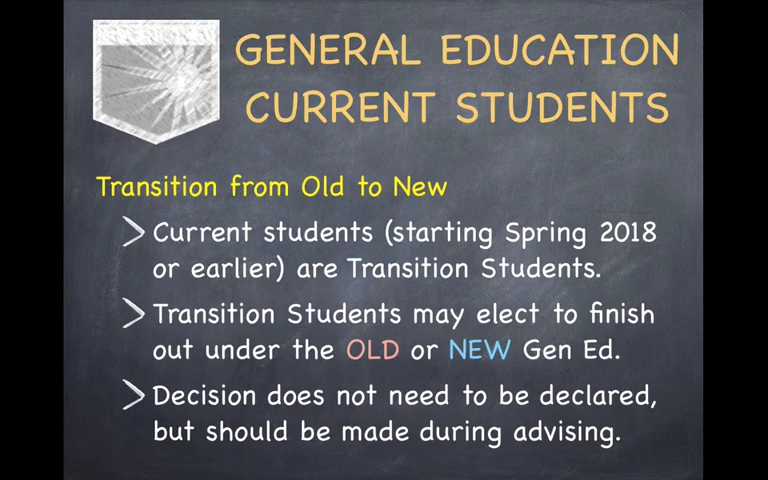 GENERAL EDUCATION
CURRENT STUDENTS
Transition from Old to New
Current students (starting Spring 2018
or earlier) are Transition Students.
Transition Students may elect to finish
out under the OLD or NEW Gen Ed.
Decision does not need to be declared,
but should be made during advising.